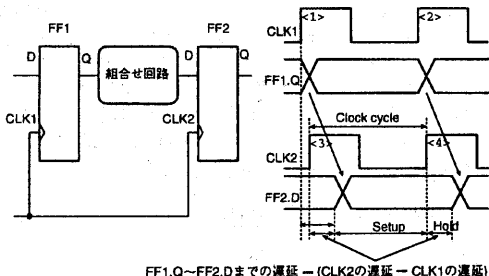 FF1
FF2
D
Q
組合せ回路
D
Q
CLK1
CLK2
<1>
<2>
CLK1
FF1.Q
Clock cycle
<3>
<4>
CLK2
FF2.D
Setup
Hold
FF1.Q~FF2.Dまでの遅延 – (CLK2の遅延 – CLK1の遅延)